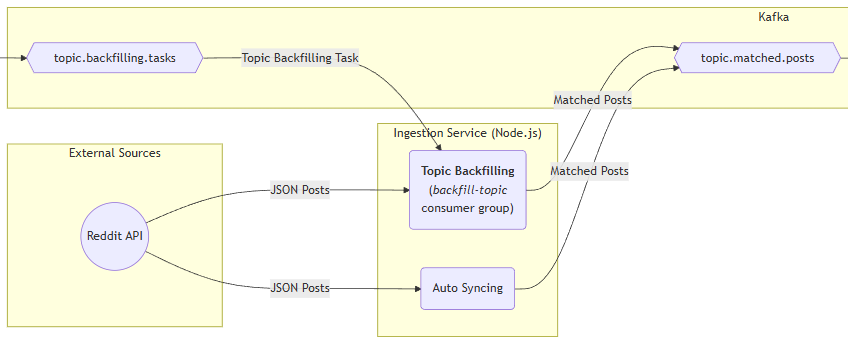 Kafka
topic.backfilling.tasks
Topic Backfilling Task
topic.matched.posts
Matched Posts
Ingestion Service (Node.js)
External Sources
Topic Backfilling
(backfill-topic
consumer group)
Matched Posts
JSON Posts
Reddit API
JSON Posts
Auto Syncing